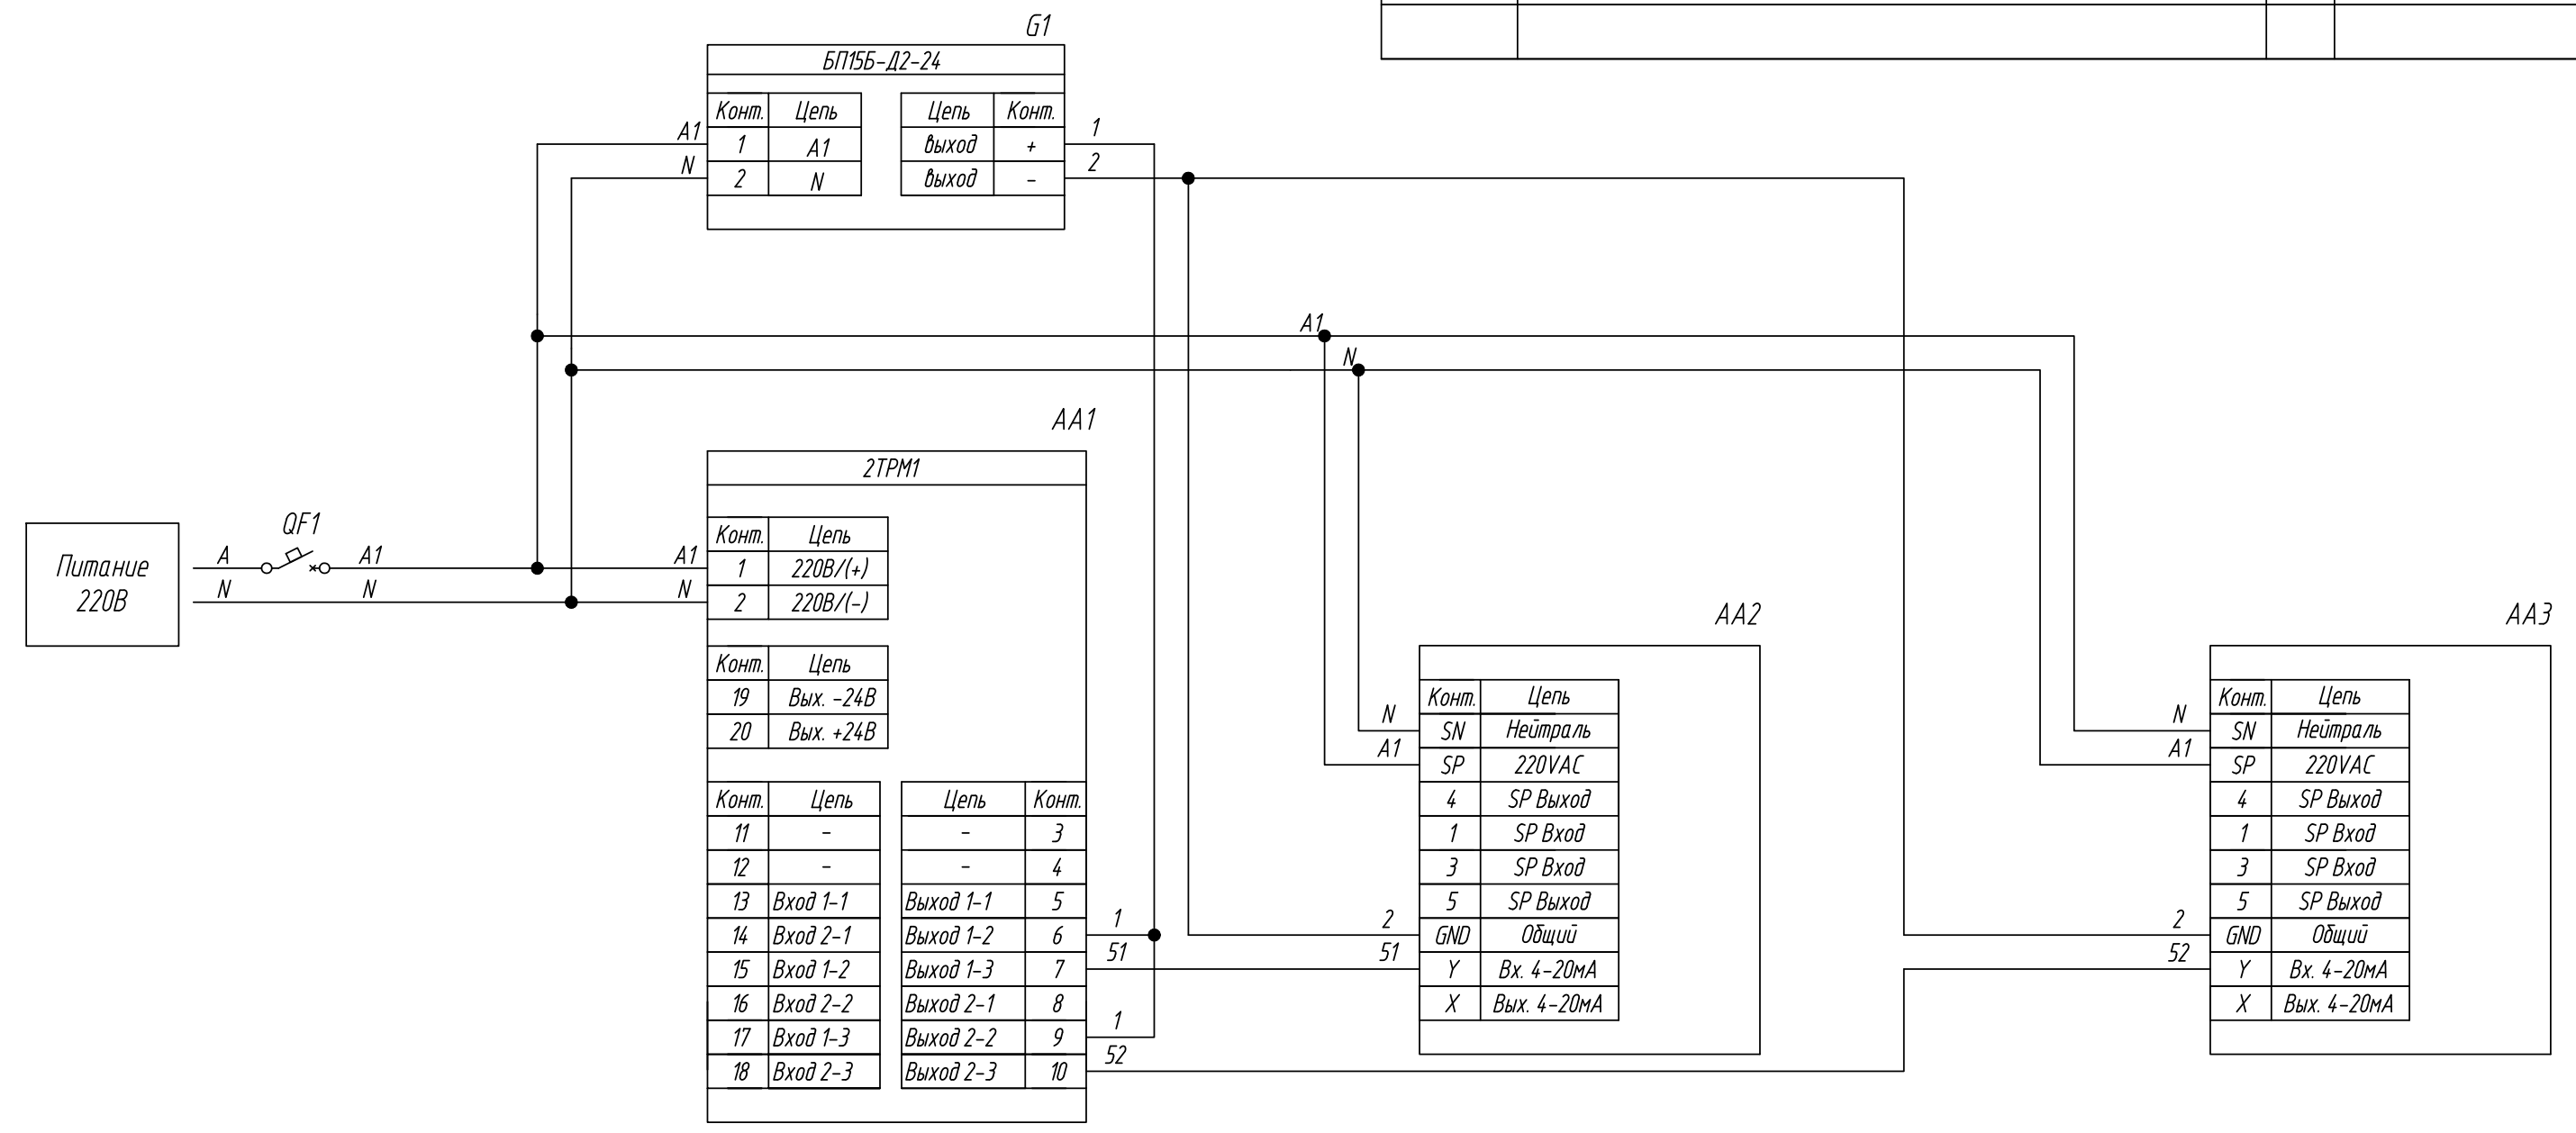 G1
БП15Б-Д2-24
Конт. Цепь Цепь Конт.
A1 1 A1 выход + 1
N 2 N выход - 2
A1
N
AA1
2ТРМ1
QF1
Питание 220В
A A1 A1
N N N
Конт. Цепь
1 220В/(+)
2 220В/(-)
Конт. Цепь
19 Вых. -24В
20 Вых. +24В
Конт. Цепь Цепь Конт.
11 - - 3
12 - - 4
13 Вход 1-1 Выход 1-1 5
14 Вход 2-1 Выход 1-2 6 1
15 Вход 1-2 Выход 1-3 7 51
16 Вход 2-2 Выход 2-1 8
17 Вход 1-3 Выход 2-2 9 1
18 Вход 2-3 Выход 2-3 10 52
AA2
Конт. Цепь
N SN Нейтраль
A1 SP 220VAC
4 SP Выход
1 SP Вход
3 SP Вход
5 SP Выход
2 GND Общий
51 Y Вх. 4-20мА
X Вых. 4-20мА
AA3
Конт. Цепь
N SN Нейтраль
A1 SP 220VAC
4 SP Выход
1 SP Вход
3 SP Вход
5 SP Выход
2 GND Общий
52 Y Вх. 4-20мА
X Вых. 4-20мА